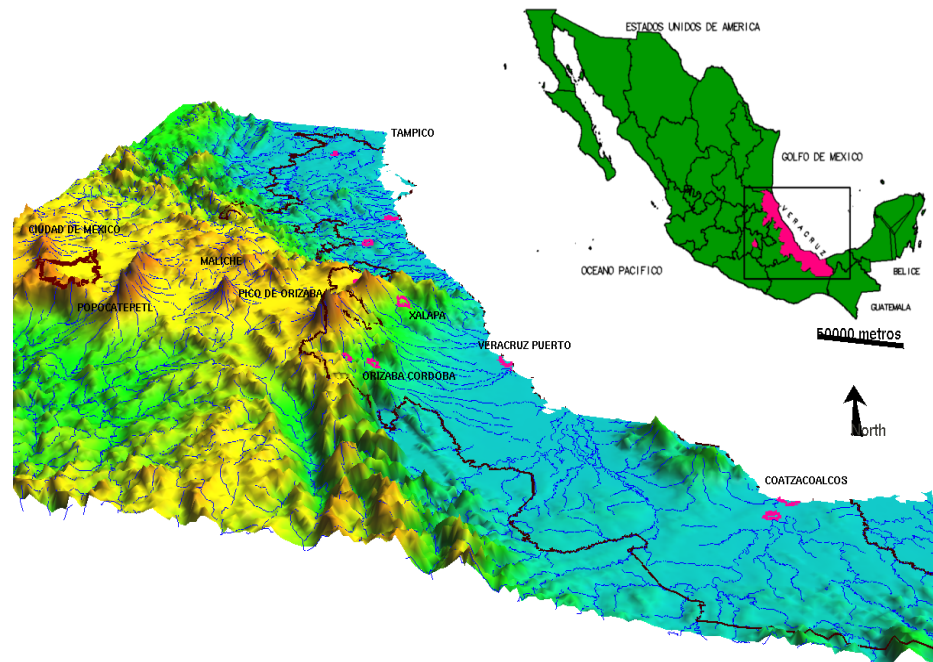 ESTADOS UNIDOS DE AMERICA
TAMPICO
GOLFO DE MEXICO
VERACRUZ
CIUDAD DE MÉXICO
MALICHE
OCEANO PACIFICO
BELICE
POPOCATEPETL
PICO DE ORIZABA
GUATEMALA
XALAPA
50000 metros
VERACRUZ PUERTO
ORIZABA CORDOBA
North
COATZACOALCOS